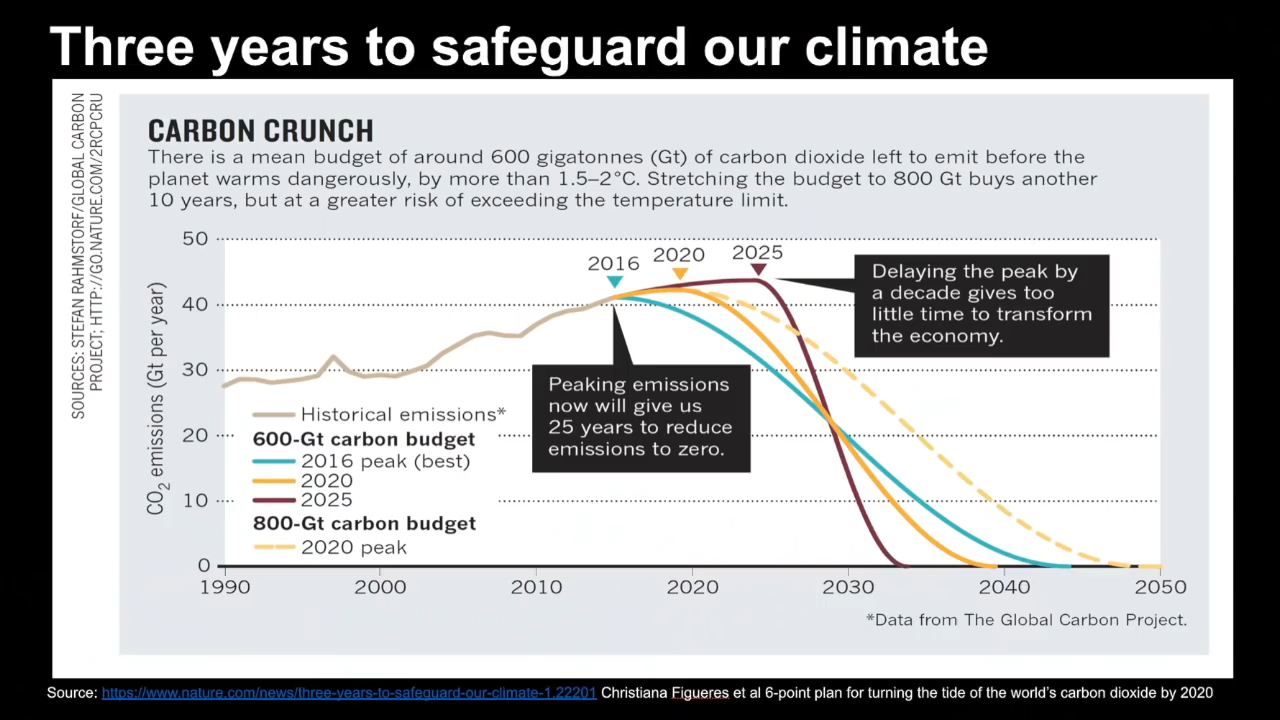 Three years to safeguard our climate
SOURCES: STEFAN RAHMSTORF/GLOBAL CARBON
PROJECT; HTTP://GO.NATURE.COM/2RCPCRU
CARBON CRUNCH
There is a mean budget of around 600 gigatonnes (Gt) of carbon dioxide left to emit before the
planet warms dangerously, by more than 1.5–2°C. Stretching the budget to 800 Gt buys another
10 years, but at a greater risk of exceeding the temperature limit.
CO2 emissions (Gt per year)
50
40
30
20
10
0
2016
2020
2025
Delaying the peak by
a decade gives too
little time to transform
the economy.
Peaking emissions
now will give us
25 years to reduce
emissions to zero.
Historical emissions*
600-Gt carbon budget
2016 peak (best)
2020
2025
800-Gt carbon budget
2020 peak
1990 2000 2010 2020 2030 2040 2050
*Data from The Global Carbon Project.
Source: https://www.nature.com/news/three-years-to-safeguard-our-climate-1.22201 Christiana Figueres et al 6-point plan for turning the tide of the world's carbon dioxide by 2020